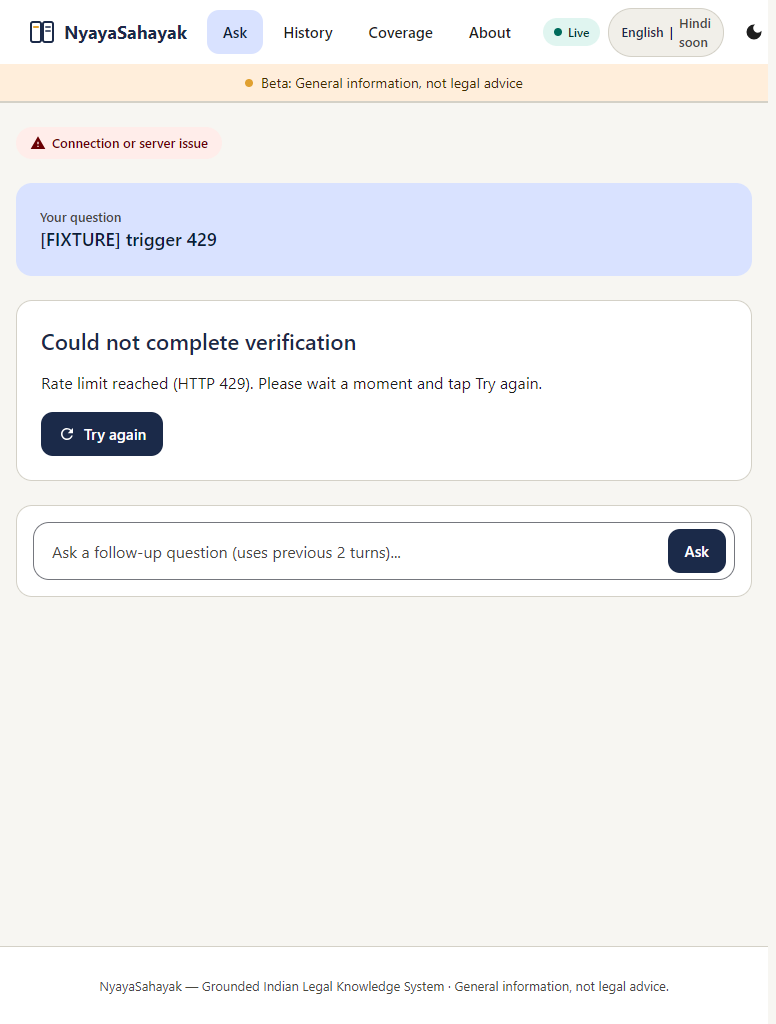 NyayaSahayak Ask History Coverage About Live English | Hindi soon
Beta: General information, not legal advice
Connection or server issue
Your question
[FIXTURE] trigger 429
Could not complete verification
Rate limit reached (HTTP 429). Please wait a moment and tap Try again.
Try again
Ask a follow-up question (uses previous 2 turns)... Ask
NyayaSahayak — Grounded Indian Legal Knowledge System · General information, not legal advice.